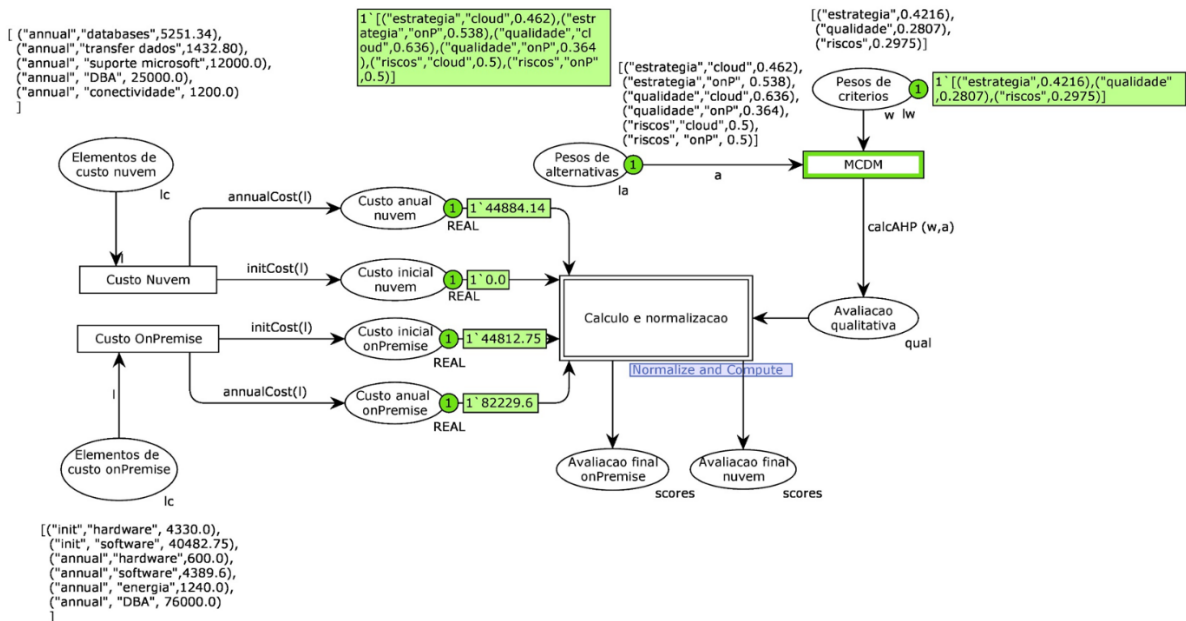 [ ("annual","databases",5251.34),
("annual","transfer dados",1432.80),
("annual", "suporte microsoft",12000.0),
("annual", "DBA", 25000.0),
("annual", "conectividade", 1200.0)
]
1`[("estrategia","cloud",0.462),("estr
ategia","onP",0.538),("qualidade","cl
oud",0.636),("qualidade","onP",0.364
),("riscos","cloud",0.5),("riscos","onP"
,0.5)]
[("estrategia","cloud",0.462),
("estrategia","onP", 0.538),
("qualidade","cloud",0.636),
("qualidade","onP",0.364),
("riscos","cloud",0.5),
("riscos", "onP", 0.5)]
[("estrategia",0.4216),
("qualidade",0.2807),
("riscos",0.2975)]
Pesos de
criterios
1
1`[("estrategia",0.4216),("qualidade"
,0.2807),("riscos",0.2975)]
w
lw
Elementos de
custo nuvem
lc
l
Custo Nuvem
annualCost(l)
Custo anual
nuvem
1
1`44884.14
REAL
Pesos de
alternativas
1
la
a
MCDM
calcAHP (w,a)
initCost(l)
Custo inicial
nuvem
1
1`0.0
REAL
Calculo e normalizacao
Normalize and Compute
Avaliacao
qualitativa
qual
Custo OnPremise
initCost(l)
Custo inicial
onPremise
1
1`44812.75
REAL
l
annualCost(l)
Custo anual
onPremise
1
1`82229.6
REAL
Elementos de
custo onPremise
lc
Avaliacao final
onPremise
scores
Avaliacao final
nuvem
scores
[("init","hardware", 4330.0),
("init", "software", 40482.75),
("annual","hardware",600.0),
("annual","software",4389.6),
("annual", "energia",1240.0),
("annual", "DBA", 76000.0)
]